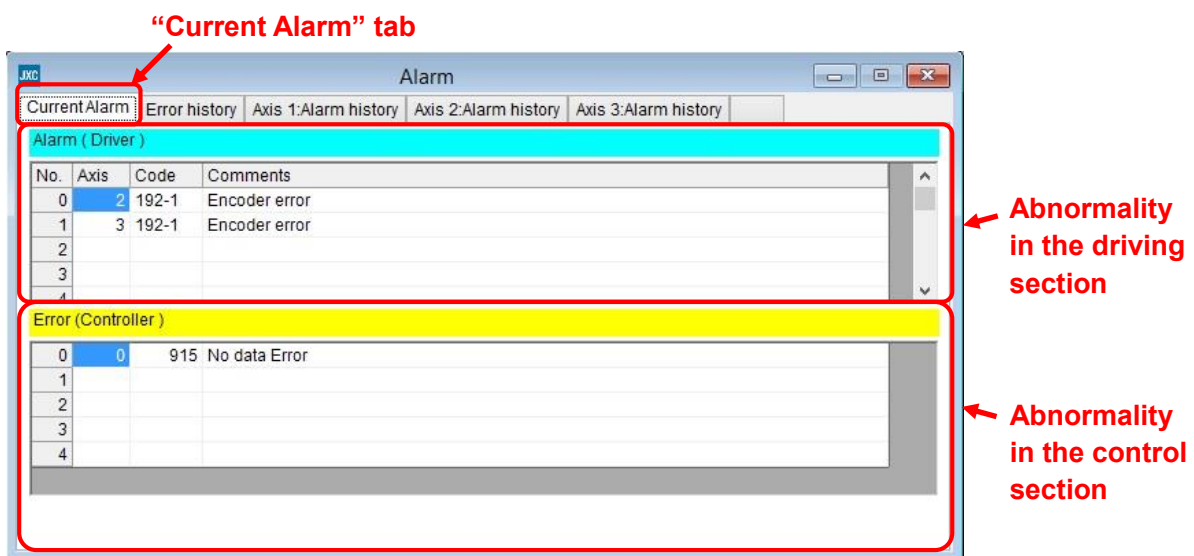 “Current Alarm” tab
JXC Alarm
Current Alarm Error history Axis 1:Alarm history Axis 2:Alarm history Axis 3:Alarm history
Alarm ( Driver )
No. Axis Code Comments
0 2 192-1 Encoder error
1 3 192-1 Encoder error
2
3
4
Abnormality
in the driving
section
Error (Controller )
0 0 915 No data Error
1
2
3
4
Abnormality
in the control
section